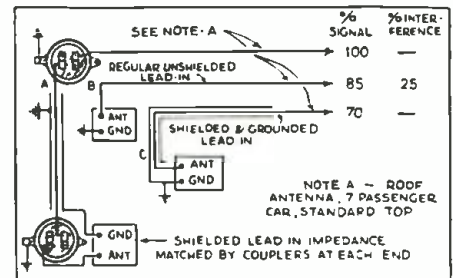 % SIGNAL
% INTER-FERENCE
SEE NOTE-A
100 —
A
REGULAR UNSHIELDED
LEAD-IN
B
85 25
ANT
GND
70 —
SHIELDED & GROUNDED
LEAD IN
C
ANT
GND
NOTE A - ROOF
ANTENNA, 7 PASSENGER
CAR, STANDARD TOP
GND
ANT
SHIELDED LEAD IN IMPEDANCE
MATCHED BY COUPLERS AT EACH END